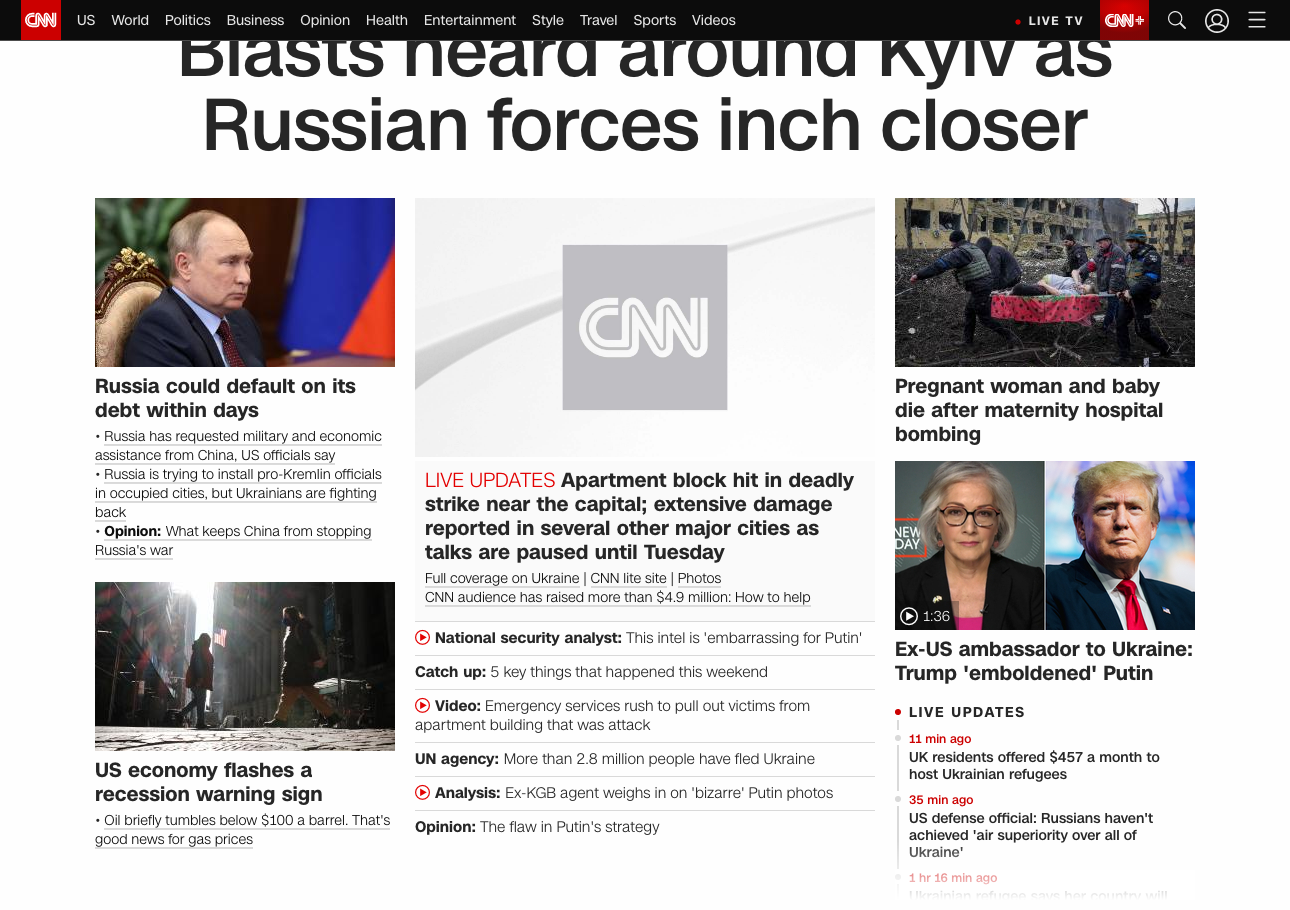 CNN US World Politics Business Opinion Health Entertainment Style Travel Sports Videos LIVE TV CNN+
Blasts heard around Kyiv as
Russian forces inch closer
Russia could default on its
debt within days
• Russia has requested military and economic
assistance from China, US officials say
• Russia is trying to install pro-Kremlin officials
in occupied cities, but Ukrainians are fighting
back
• Opinion: What keeps China from stopping
Russia's war
US economy flashes a
recession warning sign
• Oil briefly tumbles below $100 a barrel. That's
good news for gas prices
CNN
LIVE UPDATES Apartment block hit in deadly
strike near the capital; extensive damage
reported in several other major cities as
talks are paused until Tuesday
Full coverage on Ukraine | CNN lite site | Photos
CNN audience has raised more than $4.9 million: How to help
National security analyst: This intel is 'embarrassing for Putin'
Catch up: 5 key things that happened this weekend
Video: Emergency services rush to pull out victims from
apartment building that was attack
UN agency: More than 2.8 million people have fled Ukraine
Analysis: Ex-KGB agent weighs in on 'bizarre' Putin photos
Opinion: The flaw in Putin's strategy
Pregnant woman and baby
die after maternity hospital
bombing
NEW
DAY
1:36
Ex-US ambassador to Ukraine:
Trump 'emboldened' Putin
LIVE UPDATES
11 min ago
UK residents offered $457 a month to
host Ukrainian refugees
35 min ago
US defense official: Russians haven't
achieved 'air superiority over all of
Ukraine'
1 hr 16 min ago
Ukrainian refugee says her country will